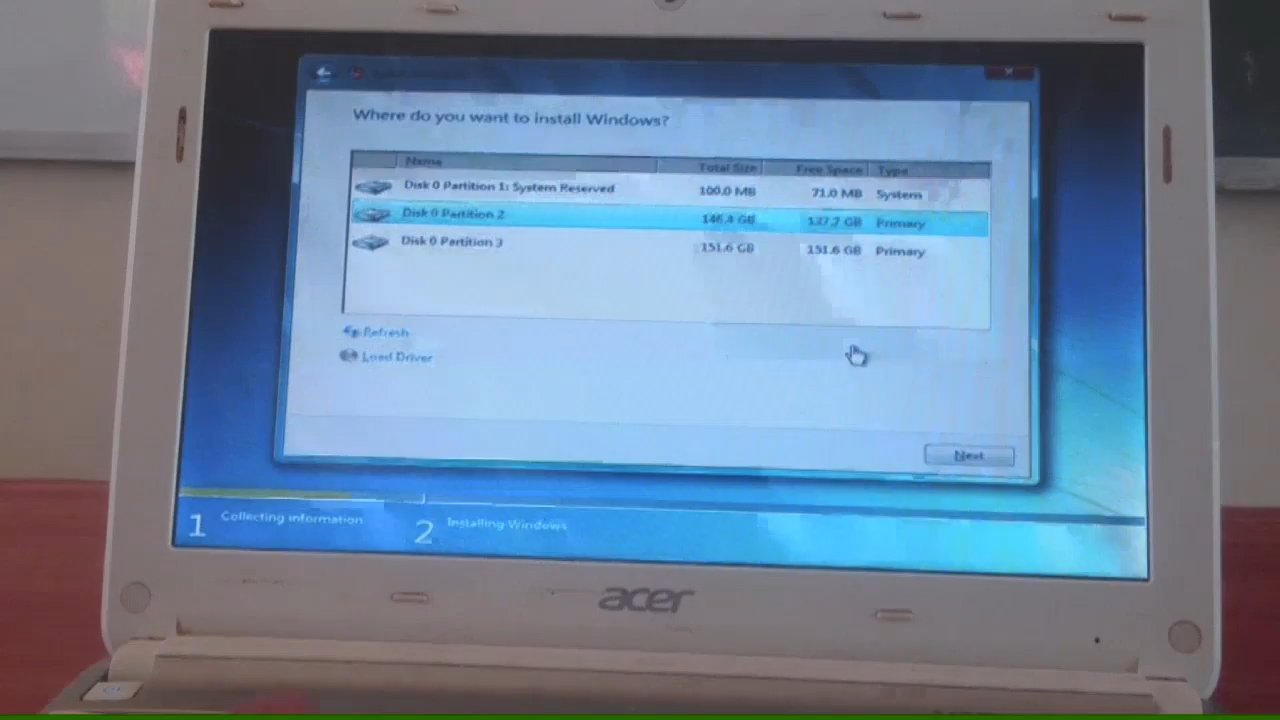 Where do you want to install Windows?
Name Total Size Free Space Type
Disk 0 Partition 1: System Reserved 100.0 MB 71.0 MB System
Disk 0 Partition 2 146.4 GB 137.7 GB Primary
Disk 0 Partition 3 151.6 GB 151.6 GB Primary
Refresh
Load Driver
Next
1 Collecting information 2 Installing Windows
acer